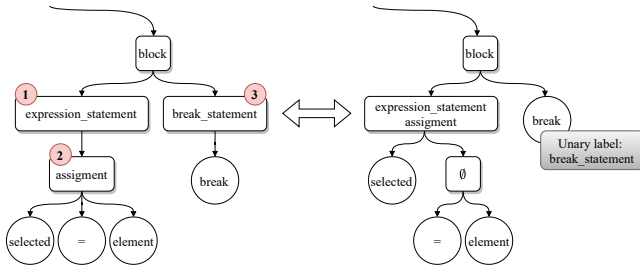 block
1
expression_statement
3
break_statement
2
assigment
break
selected
=
element
block
expression_statement
assigment
break
Unary label:
break_statement
selected
∅
=
element